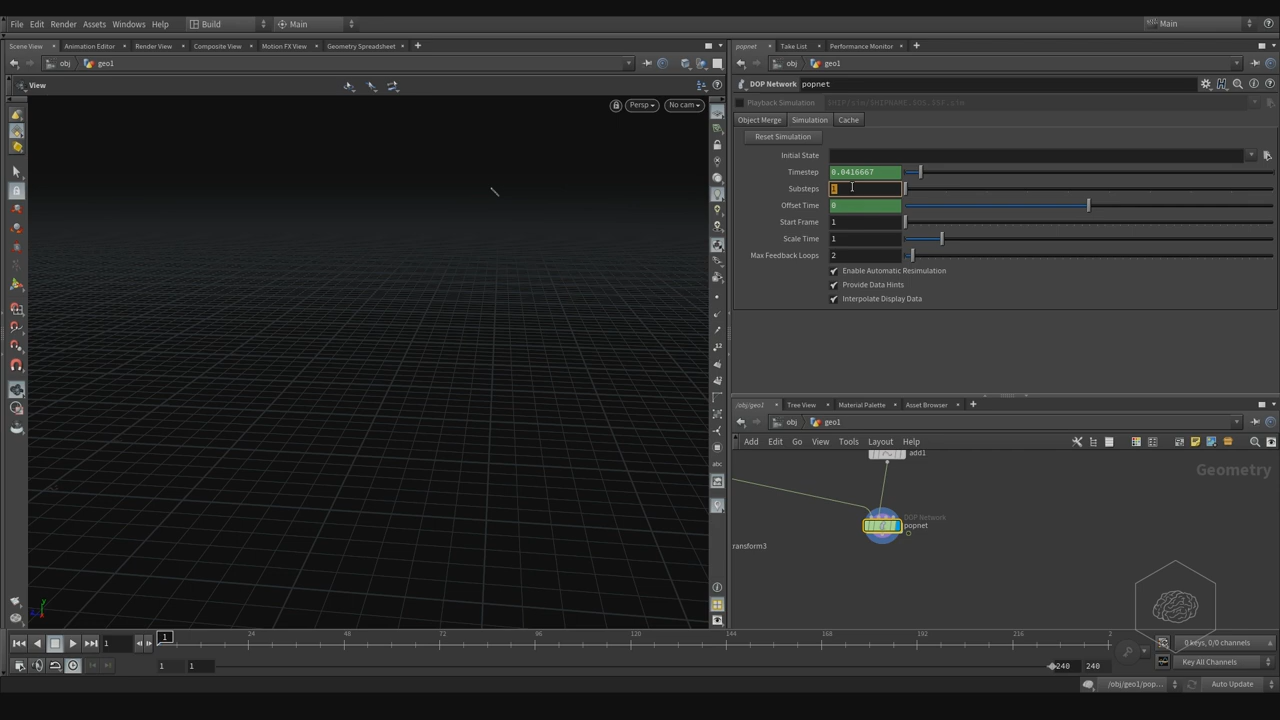 File Edit Render Assets Windows Help Build Main Main
Scene View Animation Editor Render View Composite View Motion FX View Geometry Spreadsheet
popnet Take List Performance Monitor
obj geo1
obj geo1
View
DOP Network popnet
Persp No cam
Playback Simulation
Object Merge Simulation Cache
Reset Simulation
Initial State
Timestep 0.0416667
Substeps 1
Offset Time 0
Start Frame 1
Scale Time 1
Max Feedback Loops 2
Enable Automatic Resimulation
Provide Data Hints
Interpolate Display Data
/obj/geo1 Tree View Material Palette Asset Browser
obj geo1
Add Edit Go View Tools Layout Help
add1
Geometry
DOP Network
popnet
ransform3
abc
1 1 24 48 72 96 120 144 168 192 216 2
0 keys, 0/0 channels
1 1 240 240 Key All Channels
/obj/geo1/pop... Auto Update